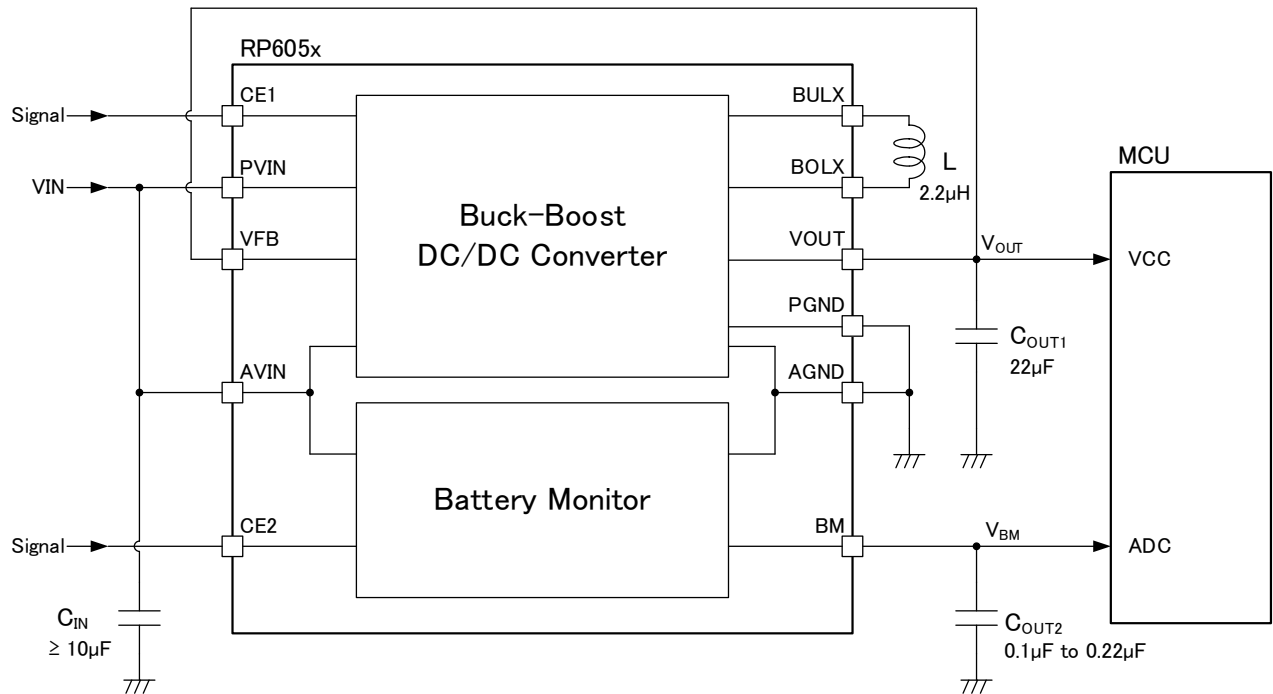 RP605x
Signal
CE1
BULX
VIN
PVIN
BOLX
L
2.2μH
MCU
Buck-Boost
DC/DC Converter
VFB
VOUT
VOUT
VCC
PGND
COUT1
22μF
AVIN
AGND
Battery Monitor
Signal
CE2
BM
VBM
ADC
CIN
≥ 10μF
COUT2
0.1μF to 0.22μF